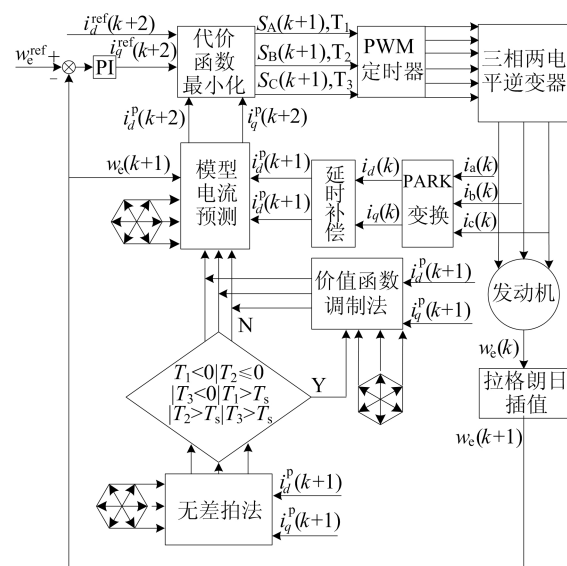 i_d^ref(k+2)
w_e^ref
+
-
i_q^ref(k+2)
PI
代价
函数
最小化
S_A(k+1),T_1
S_B(k+1),T_2
S_C(k+1),T_3
PWM
定时器
三相两电
平逆变器
i_d^p(k+2)
i_q^p(k+2)
w_e(k+1)
模型
电流
预测
i_d^p(k+1)
i_d^p(k+1)
延时补偿
i_d(k)
i_q(k)
PARK
变换
i_a(k)
i_b(k)
i_c(k)
价值函数
调制法
i_d^p(k+1)
i_q^p(k+1)
发动机
w_e(k)
拉格朗日
插值
w_e(k+1)
N
Y
T_1<0|T_2≤0
|T_3<0|T_1>T_s
|T_2>T_s|T_3>T_s
无差拍法
i_d^p(k+1)
i_q^p(k+1)